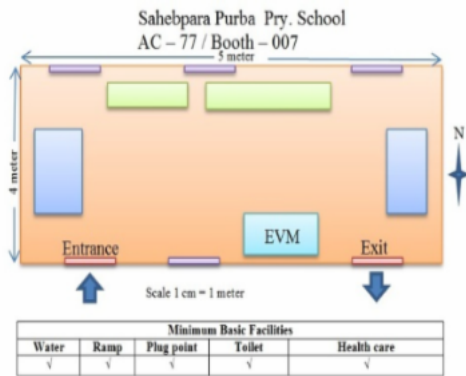 Sahebpara Purba Pry. School
AC – 77 / Booth – 007
5 meter
4 meter
N
EVM
Entrance
Exit
Scale 1 cm = 1 meter
Minimum Basic Facilities
Water Ramp Plug point Toilet Health care
√ √ √ √ √